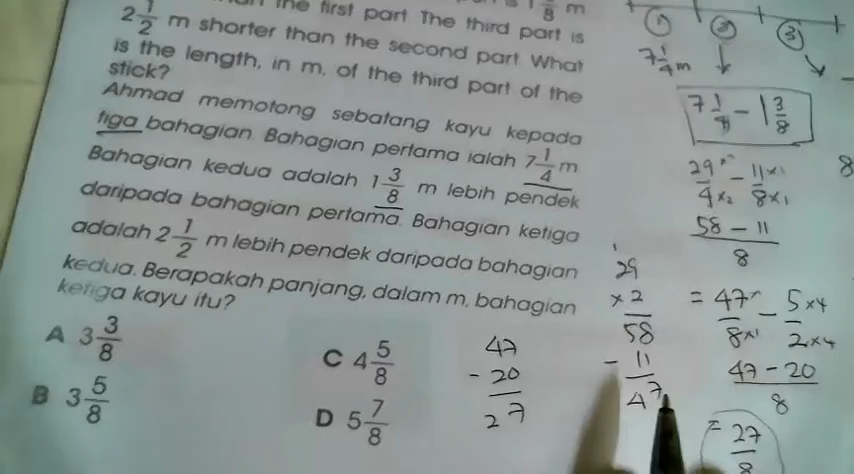 the first part. The third part is
2 1/2 m shorter than the second part. What
is the length, in m, of the third part of the
stick?
Ahmad memotong sebatang kayu kepada
tiga bahagian. Bahagian pertama ialah 7 1/4 m
Bahagian kedua adalah 1 3/8 m lebih pendek
daripada bahagian pertama. Bahagian ketiga
adalah 2 1/2 m lebih pendek daripada bahagian
kedua. Berapakah panjang, dalam m, bahagian
ketiga kayu itu?
A 3 3/8
B 3 5/8
C 4 5/8
D 5 7/8
47
- 20
27
29
× 2
58
- 11
47
1 2 3
7 1/4 m
7 1/4 - 1 3/8
29/4 ×2 - 11/8 ×1
58 - 11
8
= 47/8 ×1 - 5/2 ×4
47 - 20
8
= 27/8